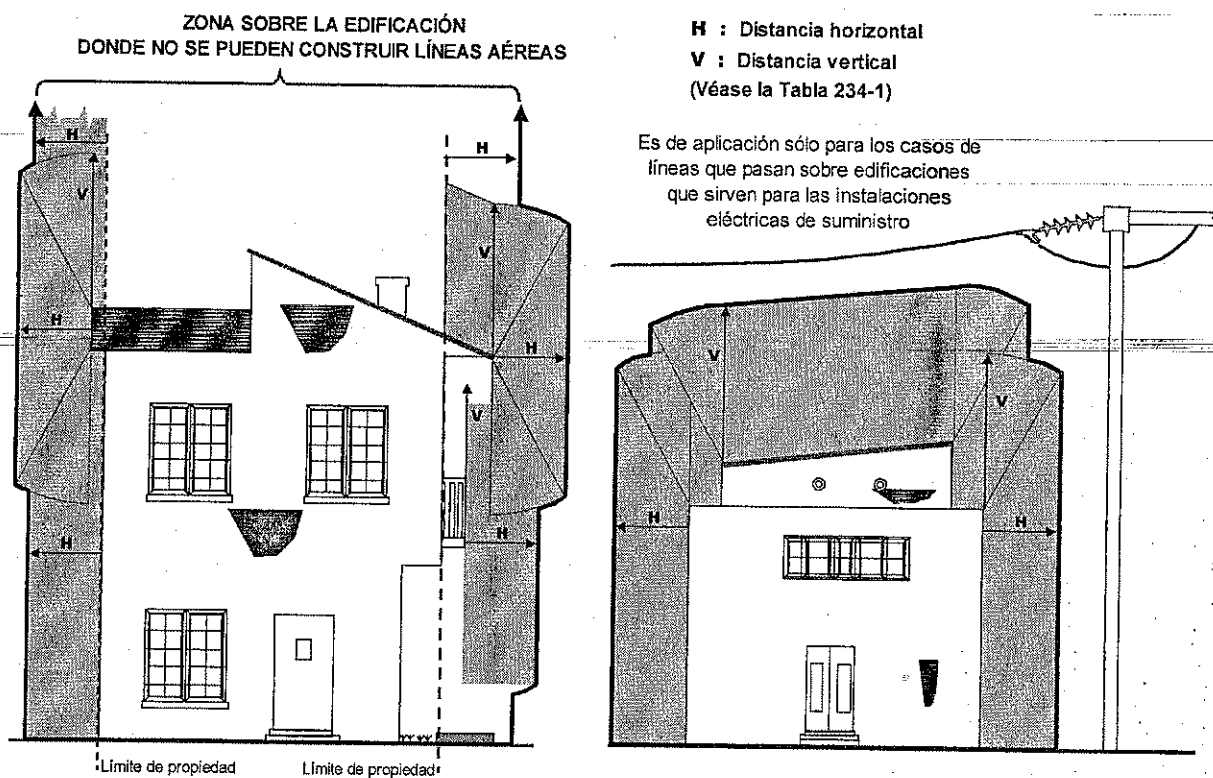 ZONA SOBRE LA EDIFICACIÓN
DONDE NO SE PUEDEN CONSTRUIR LÍNEAS AÉREAS
H : Distancia horizontal
V : Distancia vertical
(Véase la Tabla 234-1)
Es de aplicación sólo para los casos de
líneas que pasan sobre edificaciones
que sirven para las instalaciones
eléctricas de suministro
H
V
H
H
H
V
H
V
H
V
V
H
H
Límite de propiedad
Límite de propiedad